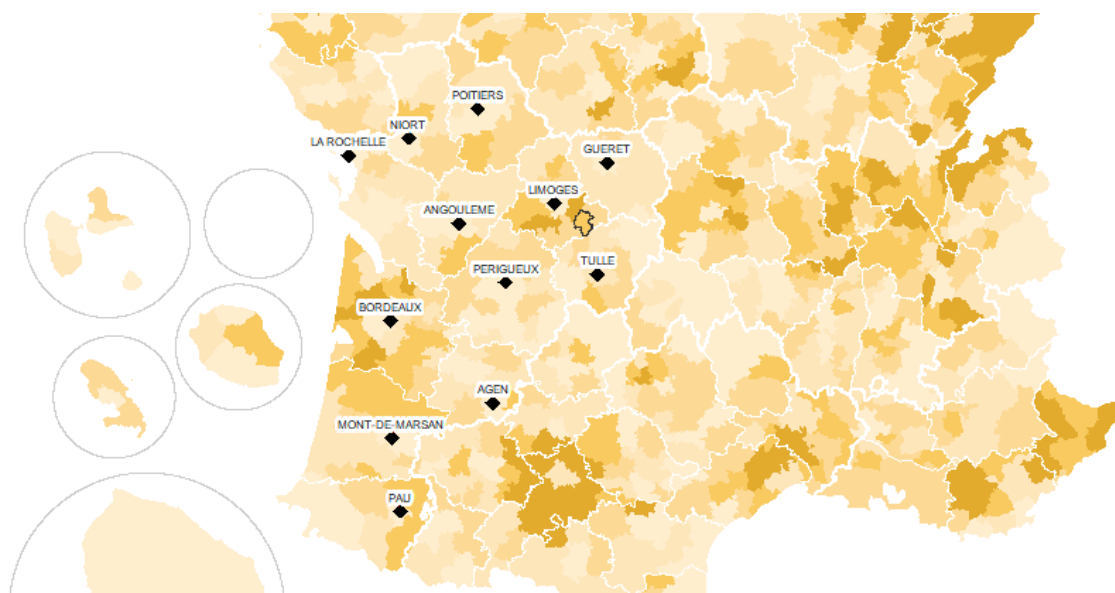 POITIERS
NIORT
LA ROCHELLE
GUERET
LIMOGES
ANGOULEME
PERIGUEUX
TULLE
BORDEAUX
AGEN
MONT-DE-MARSAN
PAU